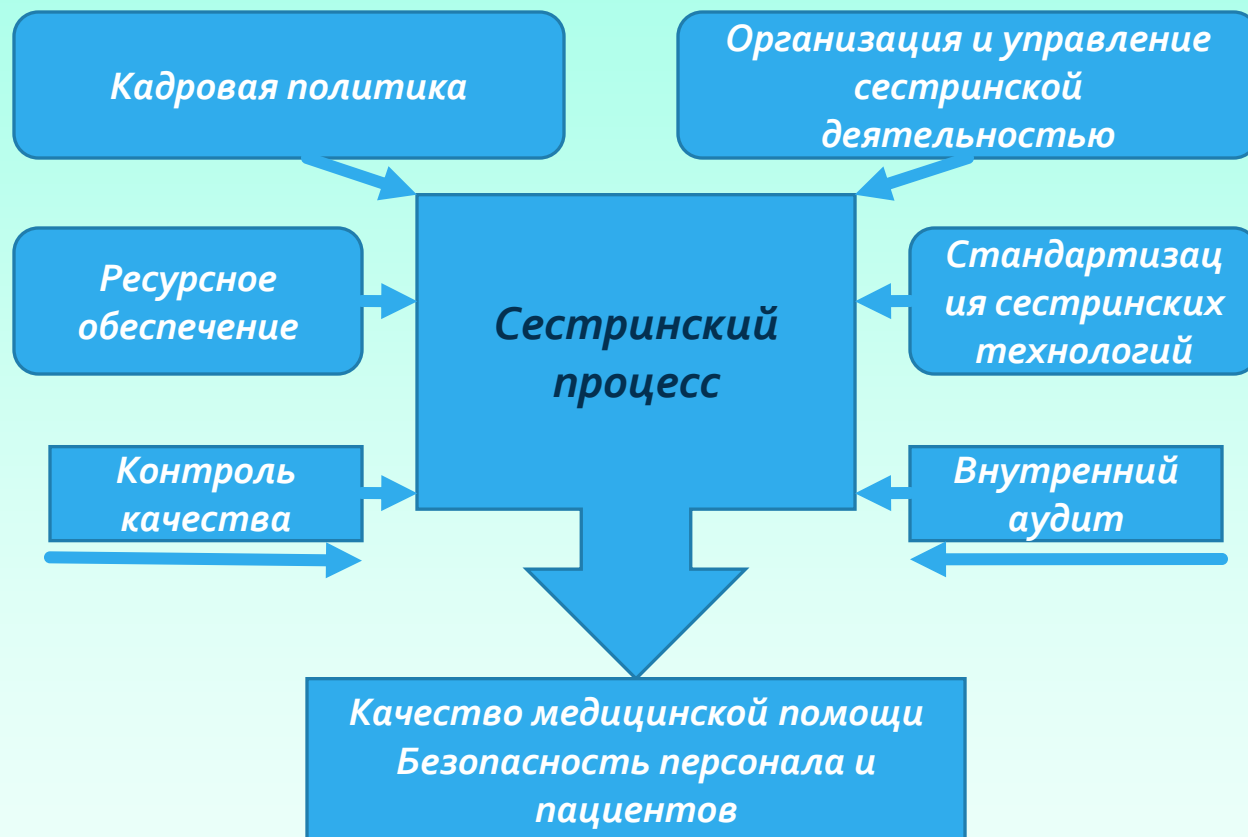 Кадровая политика
Организация и управление
сестринской
деятельностью
Ресурсное
обеспечение
Сестринский
процесс
Стандартизац
ия сестринских
технологий
Контроль
качества
Внутренний
аудит
Качество медицинской помощи
Безопасность персонала и
пациентов